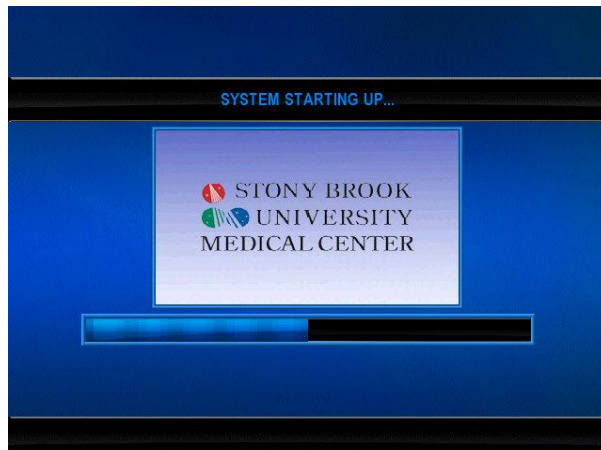 SYSTEM STARTING UP...
STONY BROOK
UNIVERSITY
MEDICAL CENTER